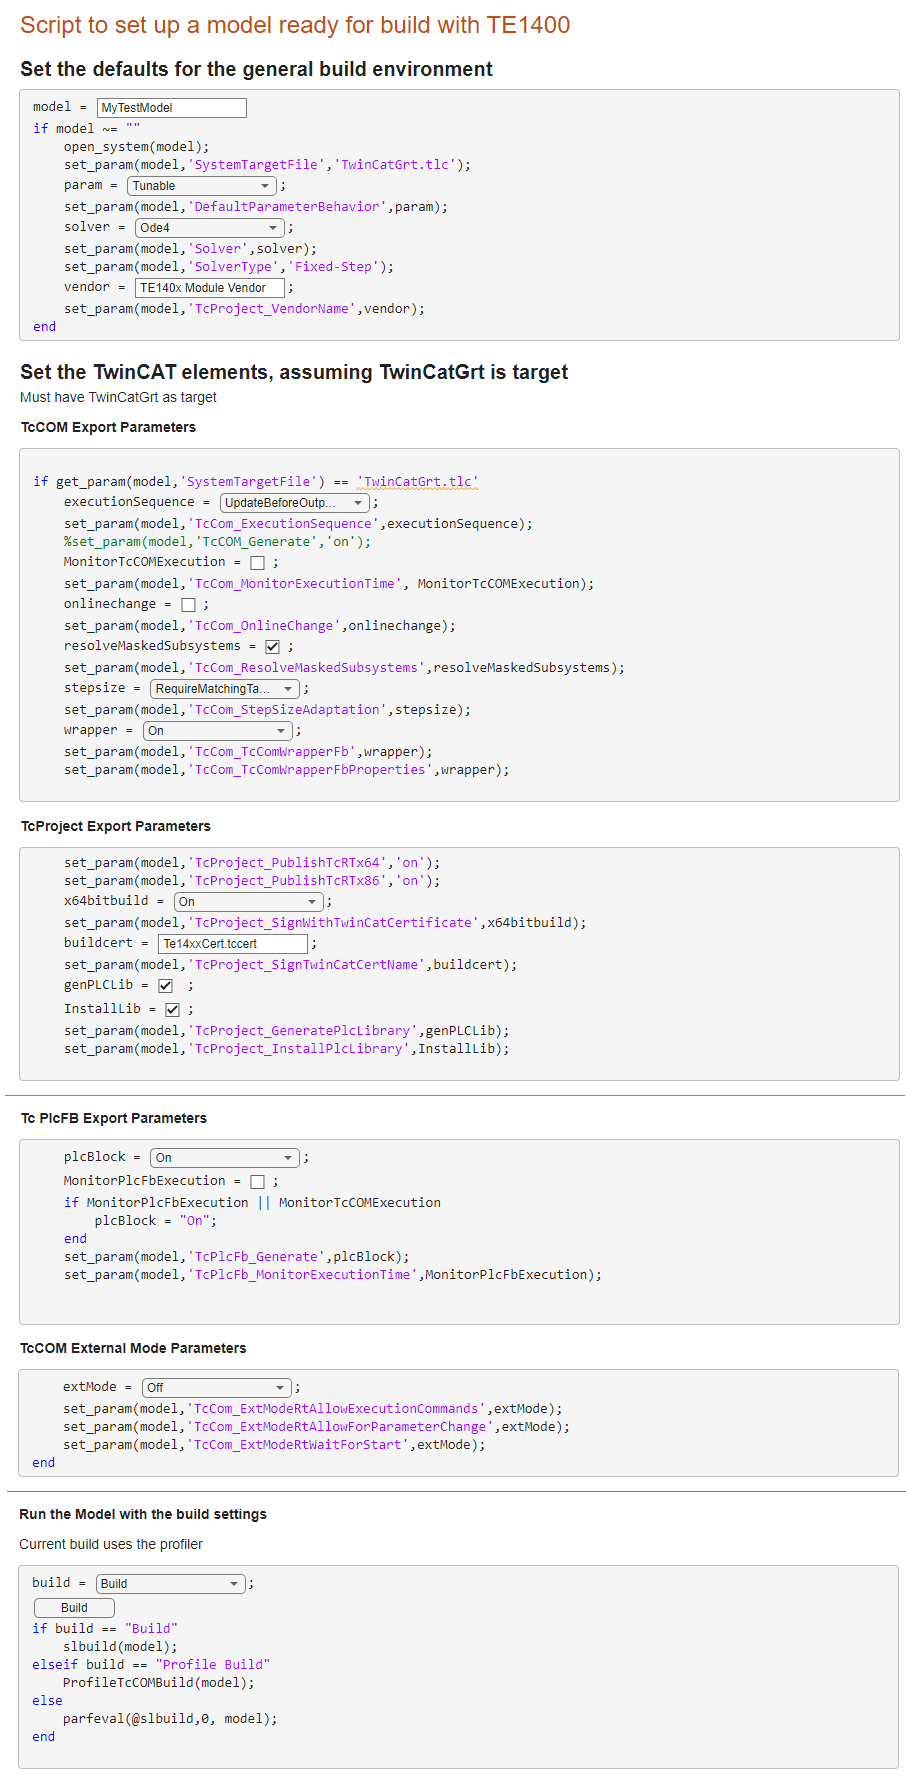 Script to set up a model ready for build with TE1400
Set the defaults for the general build environment
model = MyTestModel
if model ~= ""
open_system(model);
set_param(model,'SystemTargetFile','TwinCatGrt.tlc');
param = Tunable ;
set_param(model,'DefaultParameterBehavior',param);
solver = Ode4 ;
set_param(model,'Solver',solver);
set_param(model,'SolverType','Fixed-Step');
vendor = TE140x Module Vendor ;
set_param(model,'TcProject_VendorName',vendor);
end
Set the TwinCAT elements, assuming TwinCatGrt is target
Must have TwinCatGrt as target
TcCOM Export Parameters
if get_param(model,'SystemTargetFile') == 'TwinCatGrt.tlc'
executionSequence = UpdateBeforeOutp... ;
set_param(model,'TcCom_ExecutionSequence',executionSequence);
%set_param(model,'TcCOM_Generate','on');
MonitorTcCOMExecution = ;
set_param(model,'TcCom_MonitorExecutionTime', MonitorTcCOMExecution);
onlinechange = ;
set_param(model,'TcCom_OnlineChange',onlinechange);
resolveMaskedSubsystems = ;
set_param(model,'TcCom_ResolveMaskedSubsystems',resolveMaskedSubsystems);
stepsize = RequireMatchingTa... ;
set_param(model,'TcCom_StepSizeAdaptation',stepsize);
wrapper = On ;
set_param(model,'TcCom_TcComWrapperFb',wrapper);
set_param(model,'TcCom_TcComWrapperFbProperties',wrapper);
TcProject Export Parameters
set_param(model,'TcProject_PublishTcRTx64','on');
set_param(model,'TcProject_PublishTcRTx86','on');
x64bitbuild = On ;
set_param(model,'TcProject_SignWithTwinCatCertificate',x64bitbuild);
buildcert = Te14xxCert.tccert ;
set_param(model,'TcProject_SignTwinCatCertName',buildcert);
genPLCLib = ;
InstallLib = ;
set_param(model,'TcProject_GeneratePlcLibrary',genPLCLib);
set_param(model,'TcProject_InstallPlcLibrary',InstallLib);
Tc PlcFB Export Parameters
plcBlock = On ;
MonitorPlcFbExecution = ;
if MonitorPlcFbExecution || MonitorTcCOMExecution
plcBlock = "On";
end
set_param(model,'TcPlcFb_Generate',plcBlock);
set_param(model,'TcPlcFb_MonitorExecutionTime',MonitorPlcFbExecution);
TcCOM External Mode Parameters
extMode = Off ;
set_param(model,'TcCom_ExtModeRtAllowExecutionCommands',extMode);
set_param(model,'TcCom_ExtModeRtAllowForParameterChange',extMode);
set_param(model,'TcCom_ExtModeRtWaitForStart',extMode);
end
Run the Model with the build settings
Current build uses the profiler
build = Build ;
Build
if build == "Build"
slbuild(model);
elseif build == "Profile Build"
ProfileTcCOMBuild(model);
else
parfeval(@slbuild,0, model);
end